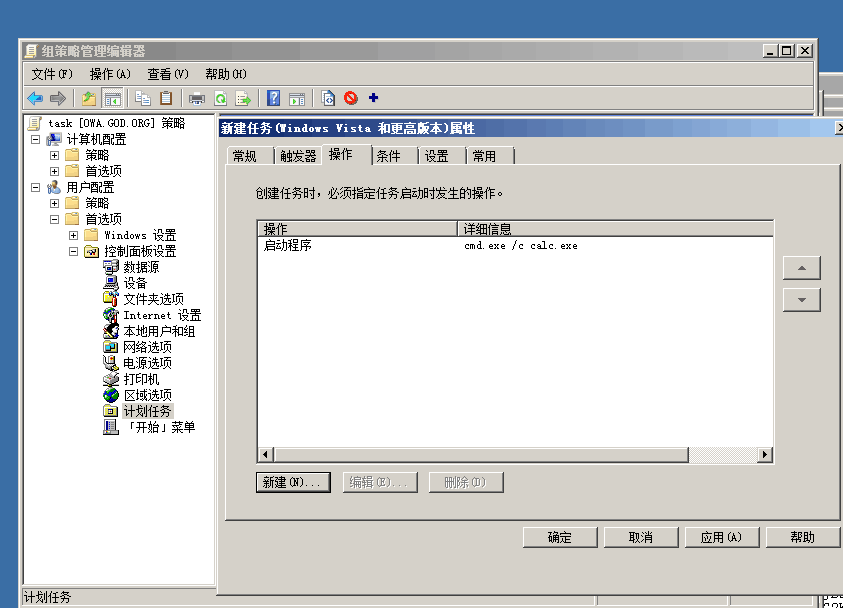 组策略管理编辑器
文件(F) 操作(A) 查看(V) 帮助(H)
task [OWA.GOD.ORG] 策略
计算机配置
策略
首选项
用户配置
策略
首选项
Windows 设置
控制面板设置
数据源
设备
文件夹选项
Internet 设置
本地用户和组
网络选项
电源选项
打印机
区域选项
计划任务
「开始」菜单
计划任务
新建任务(Windows Vista 和更高版本)属性
常规 触发器 操作 条件 设置 常用
创建任务时，必须指定任务启动时发生的操作。
操作 详细信息
启动程序 cmd.exe /c calc.exe
新建(N)... 编辑(E)... 删除(D)
确定 取消 应用(A) 帮助